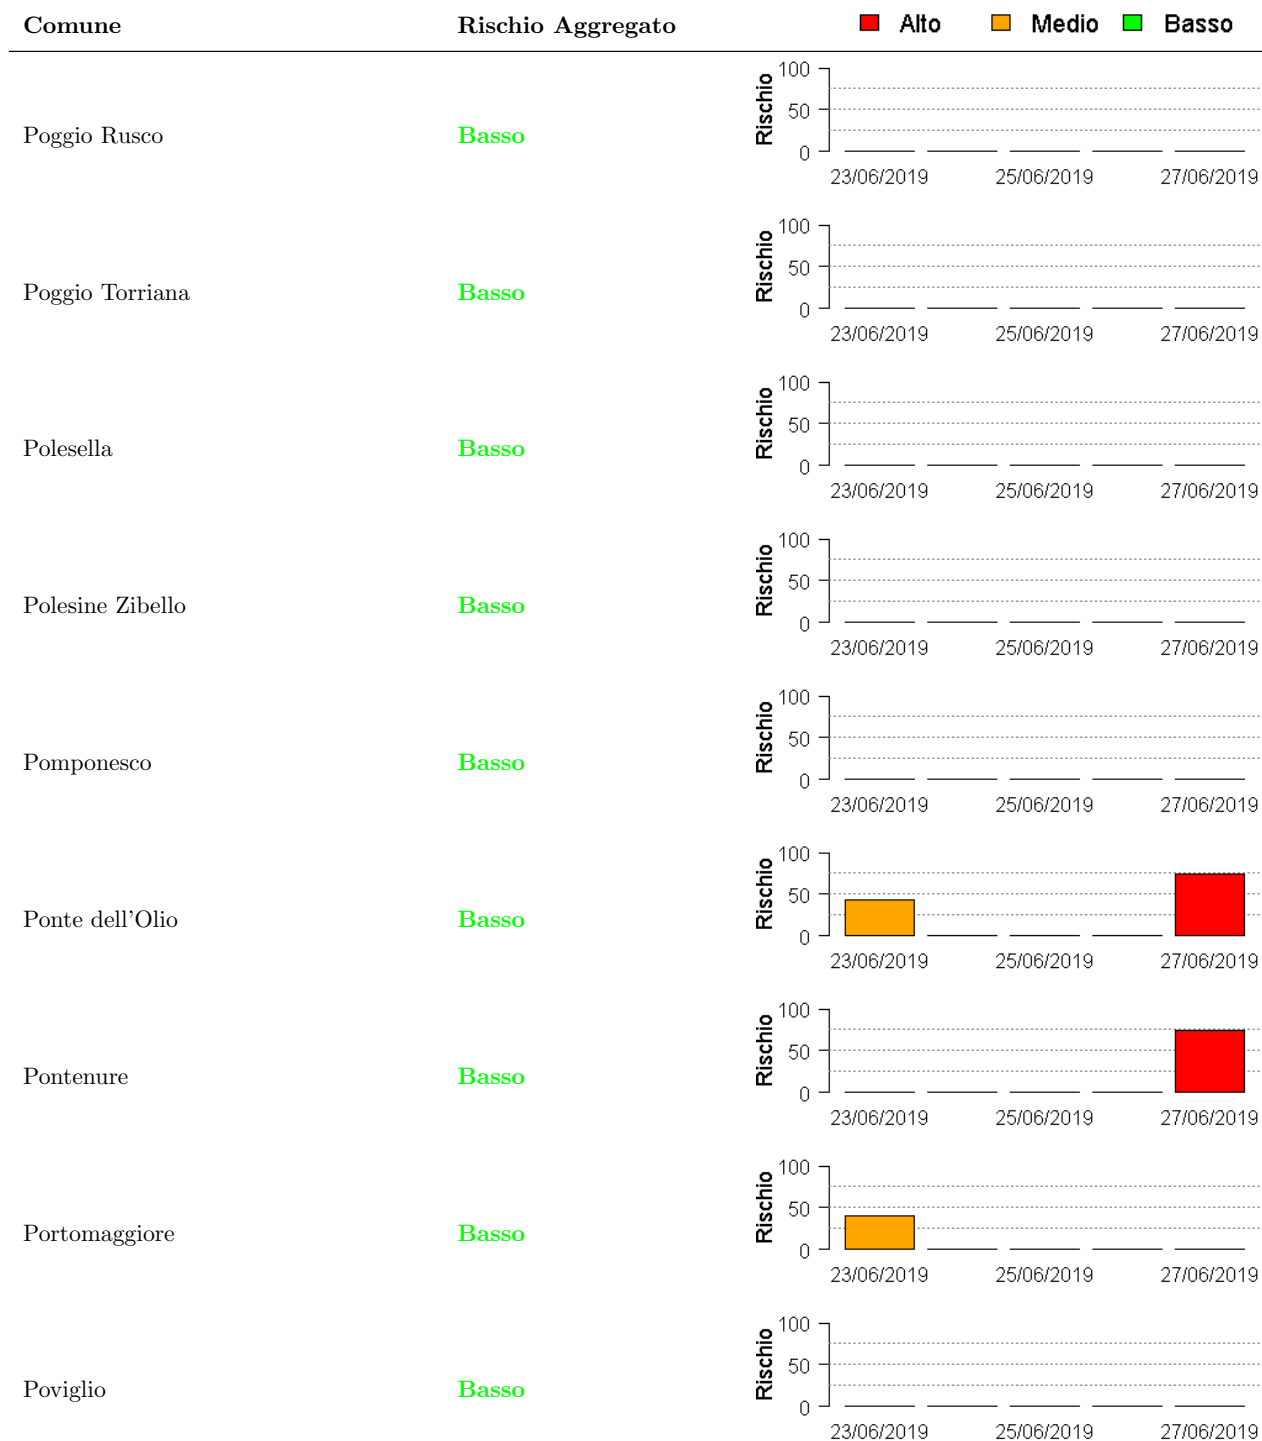 Comune Rischio Aggregato Alto Medio Basso
Poggio Rusco Basso
Rischio
100
50
0
23/06/2019 25/06/2019 27/06/2019
Poggio Torriana Basso
Rischio
100
50
0
23/06/2019 25/06/2019 27/06/2019
Polesella Basso
Rischio
100
50
0
23/06/2019 25/06/2019 27/06/2019
Polesine Zibello Basso
Rischio
100
50
0
23/06/2019 25/06/2019 27/06/2019
Pomponesco Basso
Rischio
100
50
0
23/06/2019 25/06/2019 27/06/2019
Ponte dell'Olio Basso
Rischio
100
50
0
23/06/2019 25/06/2019 27/06/2019
Pontenure Basso
Rischio
100
50
0
23/06/2019 25/06/2019 27/06/2019
Portomaggiore Basso
Rischio
100
50
0
23/06/2019 25/06/2019 27/06/2019
Poviglio Basso
Rischio
100
50
0
23/06/2019 25/06/2019 27/06/2019